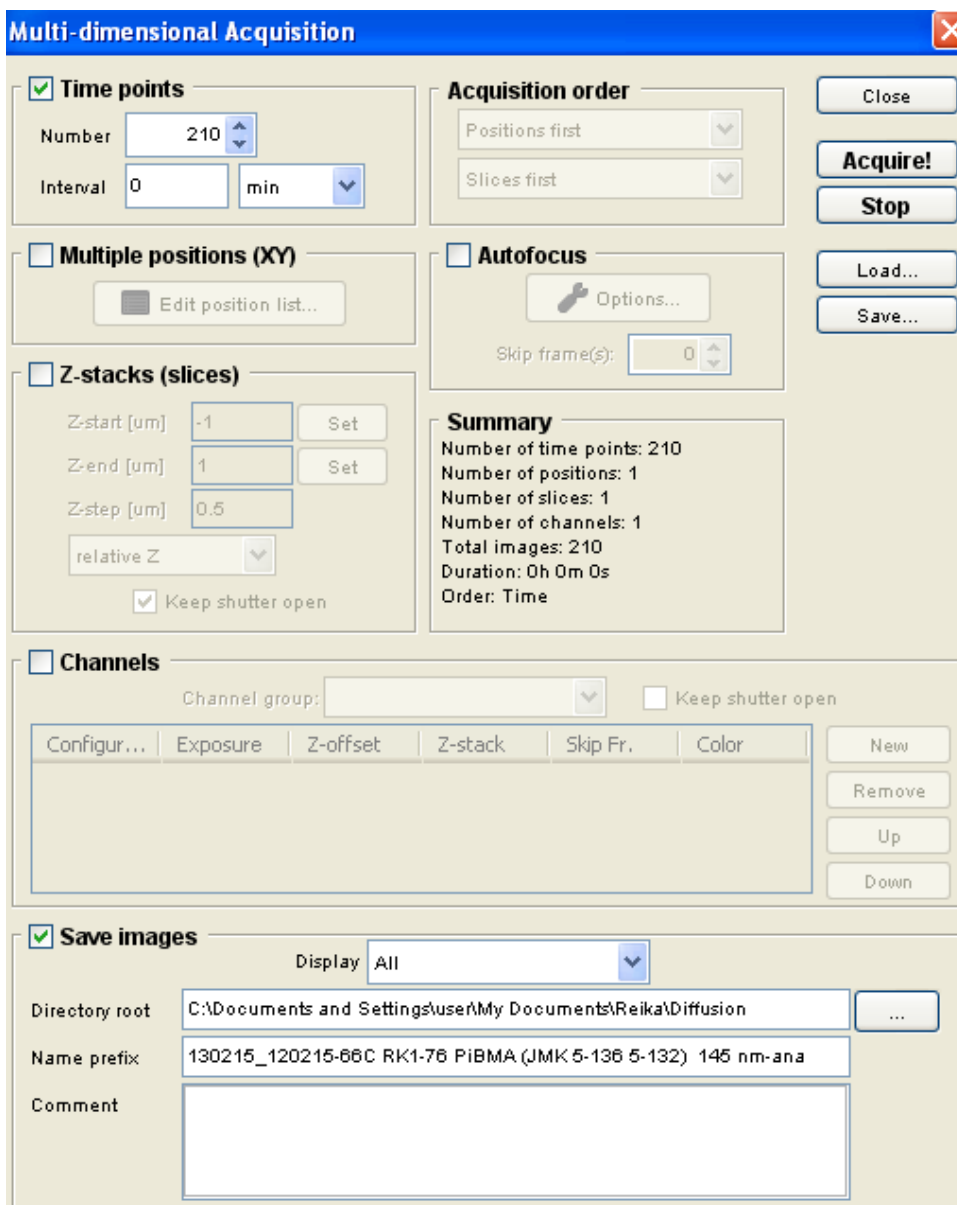 Multi-dimensional Acquisition
Time points
Number 210
Interval 0 min
Acquisition order
Positions first
Slices first
Close
Acquire!
Stop
Load...
Save...
Multiple positions (XY)
Edit position list...
Autofocus
Options...
Skip frame(s): 0
Z-stacks (slices)
Z-start [um] -1 Set
Z-end [um] 1 Set
Z-step [um] 0.5
relative Z
Keep shutter open
Summary
Number of time points: 210
Number of positions: 1
Number of slices: 1
Number of channels: 1
Total images: 210
Duration: 0h 0m 0s
Order: Time
Channels
Channel group: Keep shutter open
Configur... Exposure Z-offset Z-stack Skip Fr. Color
New
Remove
Up
Down
Save images
Display All
Directory root C:\Documents and Settings\user\My Documents\Reika\Diffusion ...
Name prefix 130215_120215-66C RK1-76 PiBMA (JMK 5-136 5-132)  145 nm-ana
Comment